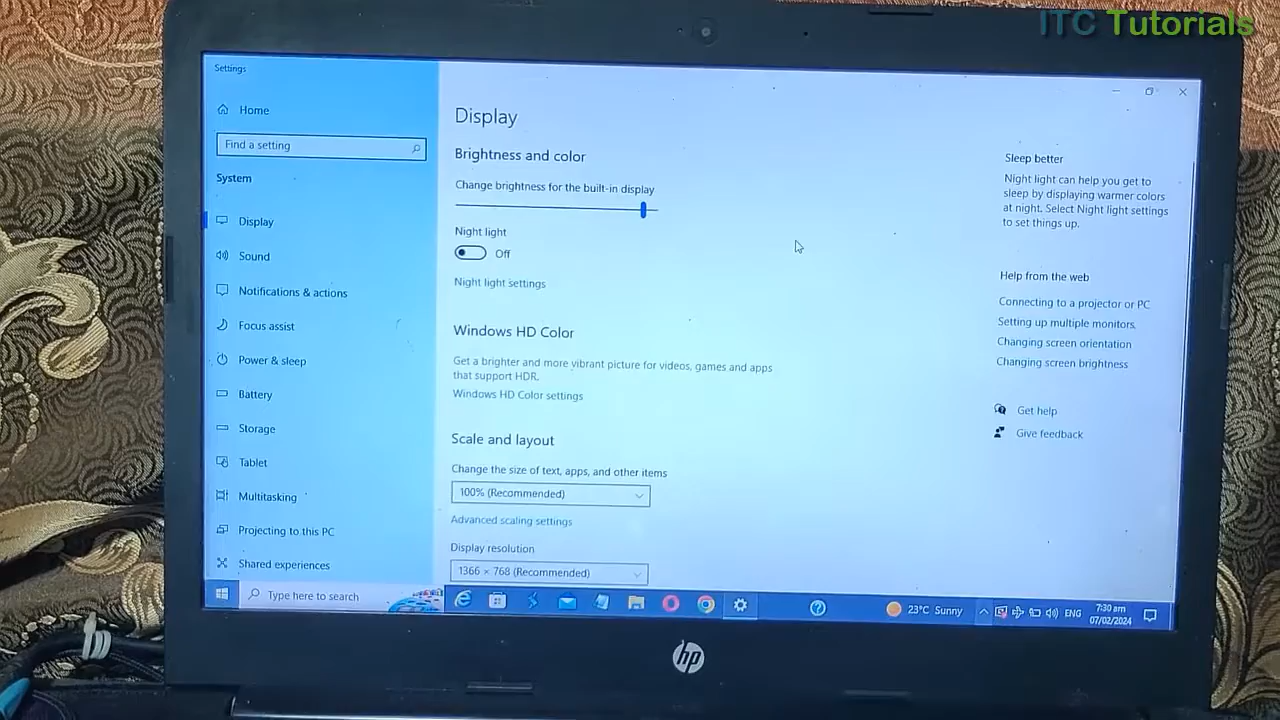 ITC Tutorials
Settings
Home
Find a setting
System
Display
Sound
Notifications & actions
Focus assist
Power & sleep
Battery
Storage
Tablet
Multitasking
Projecting to this PC
Shared experiences
Display
Brightness and color
Change brightness for the built-in display
Night light
Off
Night light settings
Windows HD Color
Get a brighter and more vibrant picture for videos, games and apps
that support HDR.
Windows HD Color settings
Scale and layout
Change the size of text, apps, and other items
100% (Recommended)
Advanced scaling settings
Display resolution
1366 × 768 (Recommended)
Sleep better
Night light can help you get to
sleep by displaying warmer colors
at night. Select Night light settings
to set things up.
Help from the web
Connecting to a projector or PC
Setting up multiple monitors
Changing screen orientation
Changing screen brightness
Get help
Give feedback
Type here to search
23°C Sunny
ENG
7:30 am
07/02/2024
hp